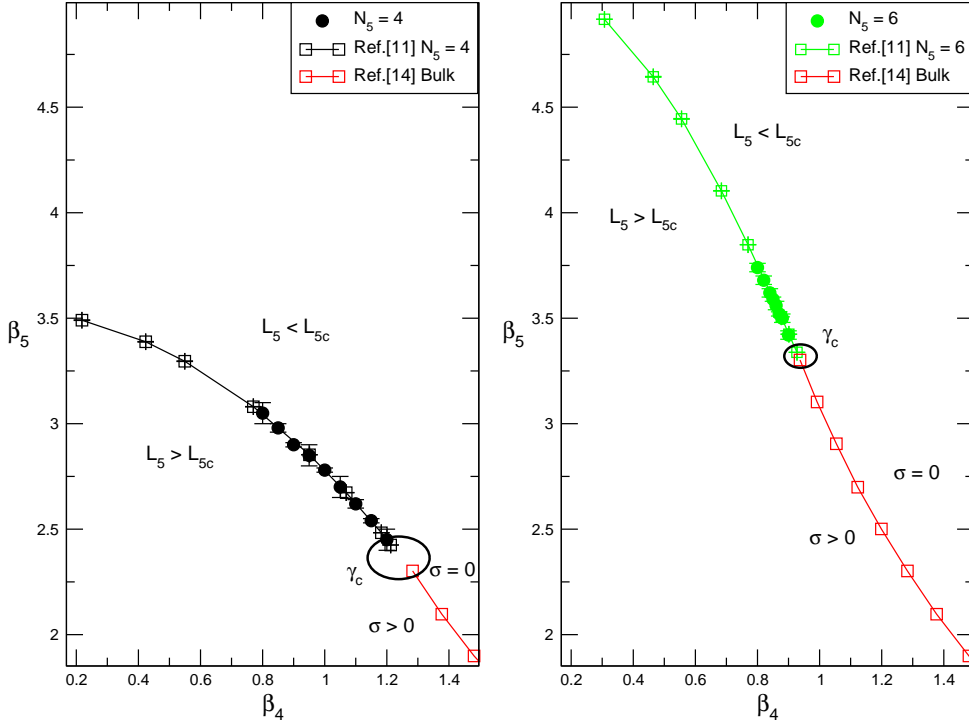 N5 = 4
Ref.[11] N5 = 4
Ref.[14] Bulk
4.5
4
3.5
3
2.5
2
β5
L5 < L5c
L5 > L5c
γc
σ = 0
σ > 0
0.2 0.4 0.6 0.8 1 1.2 1.4
β4
N5 = 6
Ref.[11] N5 = 6
Ref.[14] Bulk
4.5
4
3.5
3
2.5
2
β5
L5 < L5c
L5 > L5c
γc
σ = 0
σ > 0
0.2 0.4 0.6 0.8 1 1.2 1.4
β4